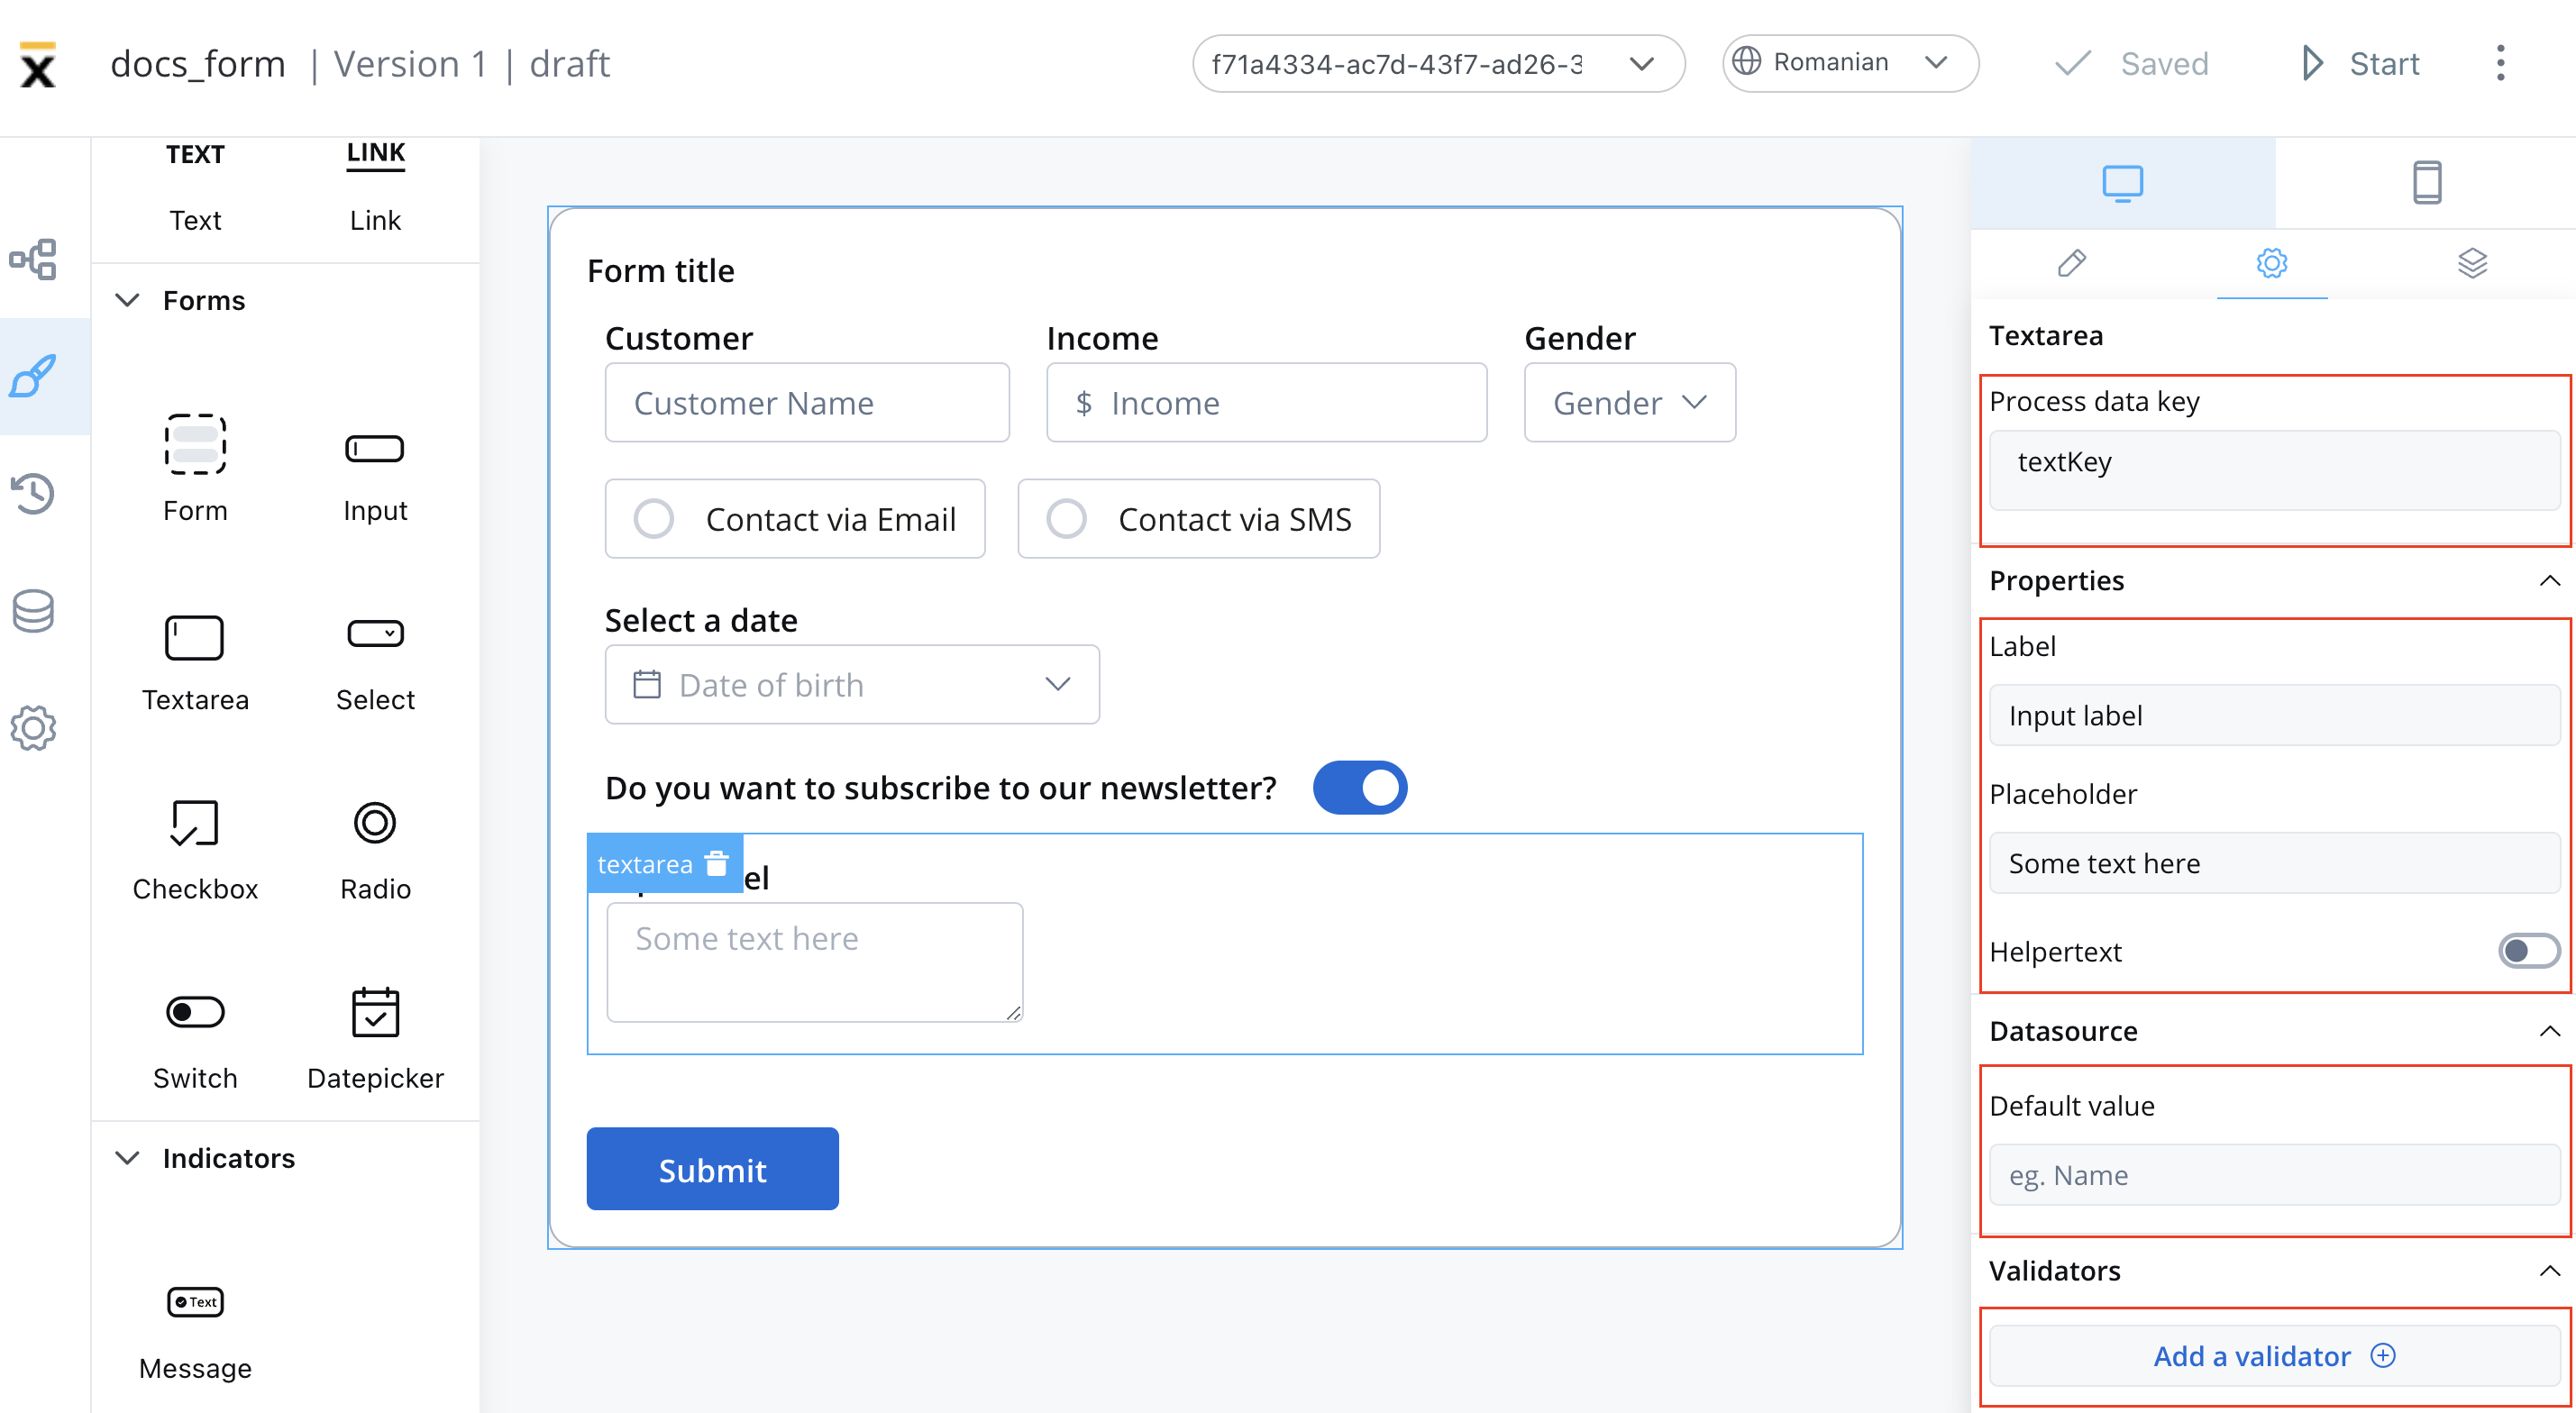 docs_form | Version 1 | draft
f71a4334-ac7d-43f7-ad26-3
Romanian
Saved
Start
TEXT
LINK
Text
Link
Forms
Form
Input
Textarea
Select
Checkbox
Radio
Switch
Datepicker
Indicators
Text
Message
Form title
Customer
Income
Gender
Customer Name
$ Income
Gender
Contact via Email
Contact via SMS
Select a date
Date of birth
Do you want to subscribe to our newsletter?
textarea
el
Some text here
Submit
Textarea
Process data key
textKey
Properties
Label
Input label
Placeholder
Some text here
Helpertext
Datasource
Default value
eg. Name
Validators
Add a validator